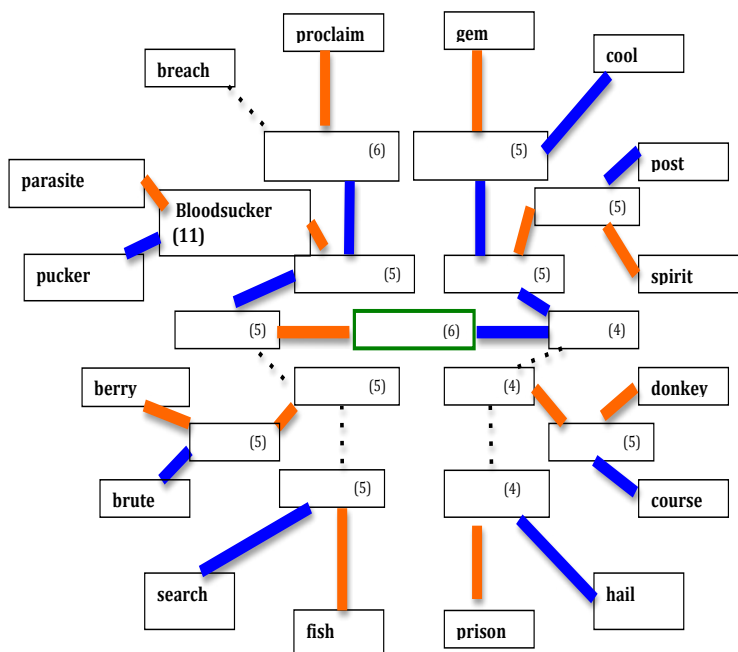 proclaim
gem
cool
breach
(6)
(5)
post
parasite
Bloodsucker
(11)
(5)
pucker
(5)
(5)
spirit
(5)
(6)
(4)
berry
(5)
(4)
donkey
(5)
(5)
brute
(5)
(4)
course
search
hail
fish
prison